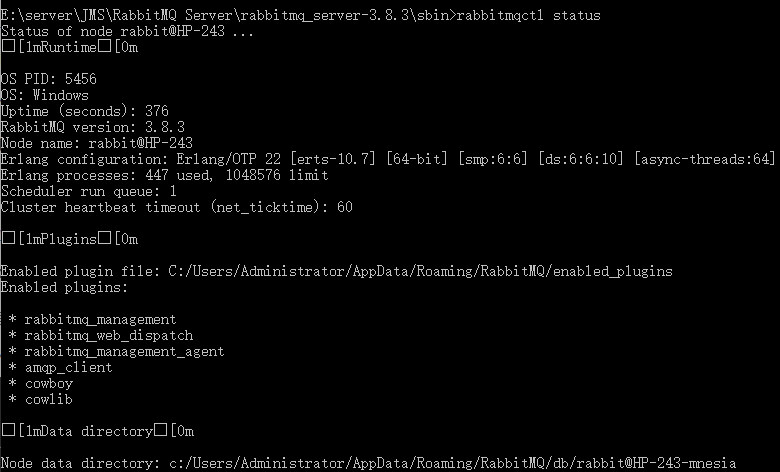 E:\server\JMS\RabbitMQ Server\rabbitmq_server-3.8.3\sbin>rabbitmqctl status
Status of node rabbit@HP-243 ...
□[1mRuntime□[0m
OS PID: 5456
OS: Windows
Uptime (seconds): 376
RabbitMQ version: 3.8.3
Node name: rabbit@HP-243
Erlang configuration: Erlang/OTP 22 [erts-10.7] [64-bit] [smp:6:6] [ds:6:6:10] [async-threads:64]
Erlang processes: 447 used, 1048576 limit
Scheduler run queue: 1
Cluster heartbeat timeout (net_ticktime): 60
□[1mPlugins□[0m
Enabled plugin file: C:/Users/Administrator/AppData/Roaming/RabbitMQ/enabled_plugins
Enabled plugins:
* rabbitmq_management
* rabbitmq_web_dispatch
* rabbitmq_management_agent
* amqp_client
* cowboy
* cowlib
□[1mData directory□[0m
Node data directory: c:/Users/Administrator/AppData/Roaming/RabbitMQ/db/rabbit@HP-243-mnesia